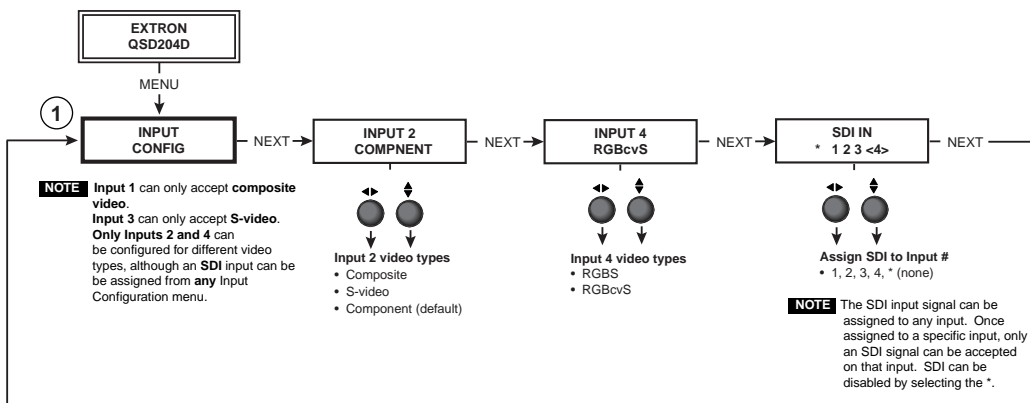 EXTRON
QSD204D
MENU
1
INPUT
CONFIG
NEXT
INPUT 2
COMPNENT
NEXT
INPUT 4
RGBcvS
NEXT
SDI IN
* 1 2 3 <4>
NEXT
NOTE Input 1 can only accept composite
video.
Input 3 can only accept S-video.
Only Inputs 2 and 4 can
be configured for different video
types, although an SDI input can be
be assigned from any Input
Configuration menu.
Input 2 video types
• Composite
• S-video
• Component (default)
Input 4 video types
• RGBS
• RGBcvS
Assign SDI to Input #
• 1, 2, 3, 4, * (none)
NOTE The SDI input signal can be
assigned to any input. Once
assigned to a specific input, only
an SDI signal can be accepted
on that input. SDI can be
disabled by selecting the *.